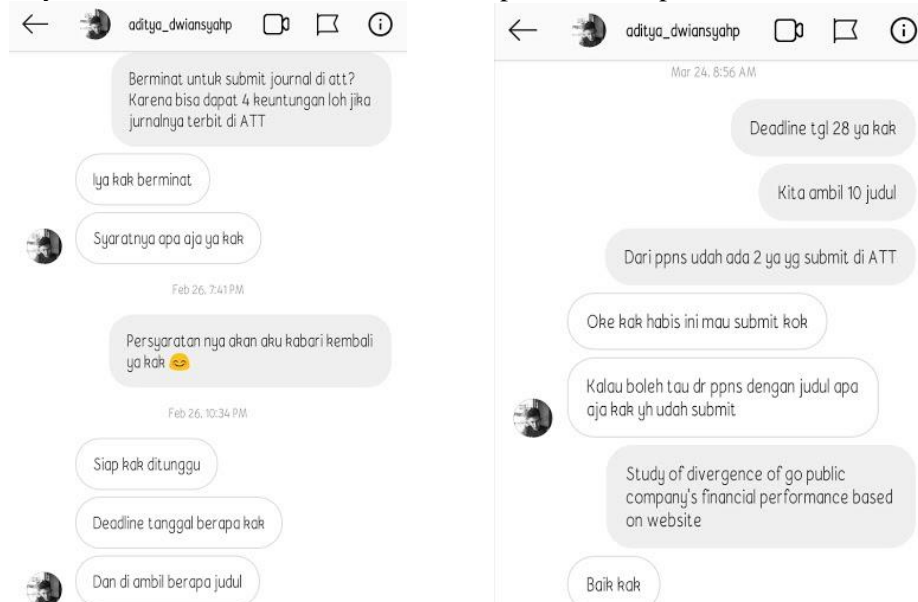 aditya_dwiansyahp
Berminat untuk submit journal di att?
Karena bisa dapat 4 keuntungan loh jika
jurnalnya terbit di ATT
Iya kak berminat
Syaratnya apa aja ya kak
Feb 26, 7:41 PM
Persyaratan nya akan aku kabari kembali
ya kak 😊
Feb 26, 10:34 PM
Siap kak ditunggu
Deadline tanggal berapa kak
Dan di ambil berapa judul
aditya_dwiansyahp
Mar 24, 8:56 AM
Deadline tgl 28 ya kak
Kita ambil 10 judul
Dari ppns udah ada 2 ya yg submit di ATT
Oke kak habis ini mau submit kok
Kalau boleh tau dr ppns dengan judul apa
aja kak yh udah submit
Study of divergence of go public
company's financial performance based
on website
Baik kak